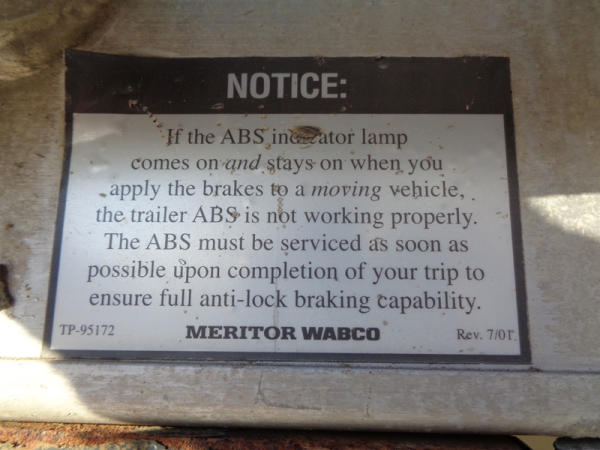 NOTICE:
If the ABS indicator lamp
comes on and stays on when you
apply the brakes to a moving vehicle,
the trailer ABS is not working properly.
The ABS must be serviced as soon as
possible upon completion of your trip to
ensure full anti-lock braking capability.
TP-95172 MERITOR WABCO Rev. 7/01